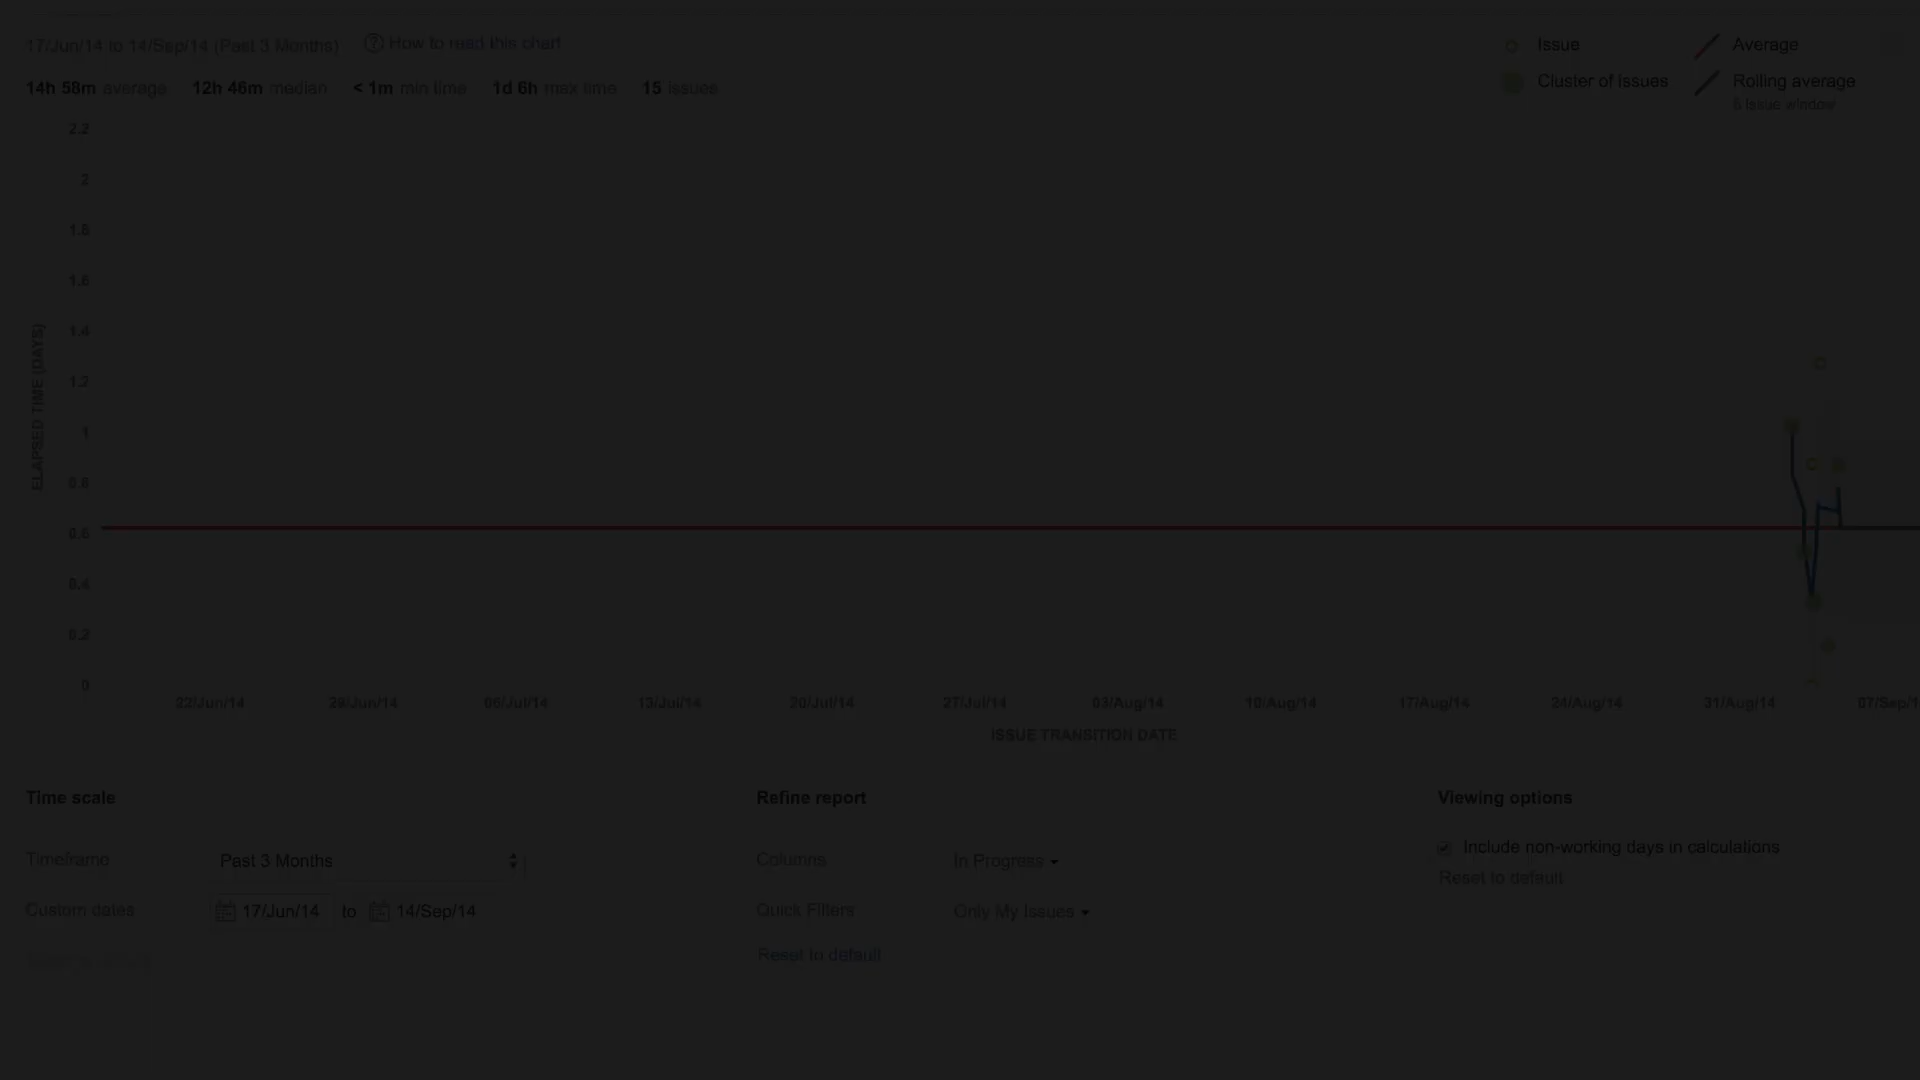 17/Jun/14 to 14/Sep/14 (Past 3 Months)
How to read this chart
14h 58m average 12h 46m median < 1m min time 1d 6h max time 15 issues
Issue
Average
Cluster of issues
Rolling average
2.2
2
1.8
1.6
1.4
1.2
1
0.8
0.6
0.4
0.2
0
ELAPSED TIME (DAYS)
22/Jun/14 29/Jun/14 06/Jul/14 13/Jul/14 20/Jul/14 27/Jul/14 03/Aug/14 10/Aug/14 17/Aug/14 24/Aug/14 31/Aug/14 07/Sep/1
ISSUE TRANSITION DATE
Time scale
Timeframe Past 3 Months
Custom dates 17/Jun/14 to 14/Sep/14
Refine report
Columns In Progress
Quick Filters Only My Issues
Reset to default
Viewing options
Include non-working days in calculations
Reset to default